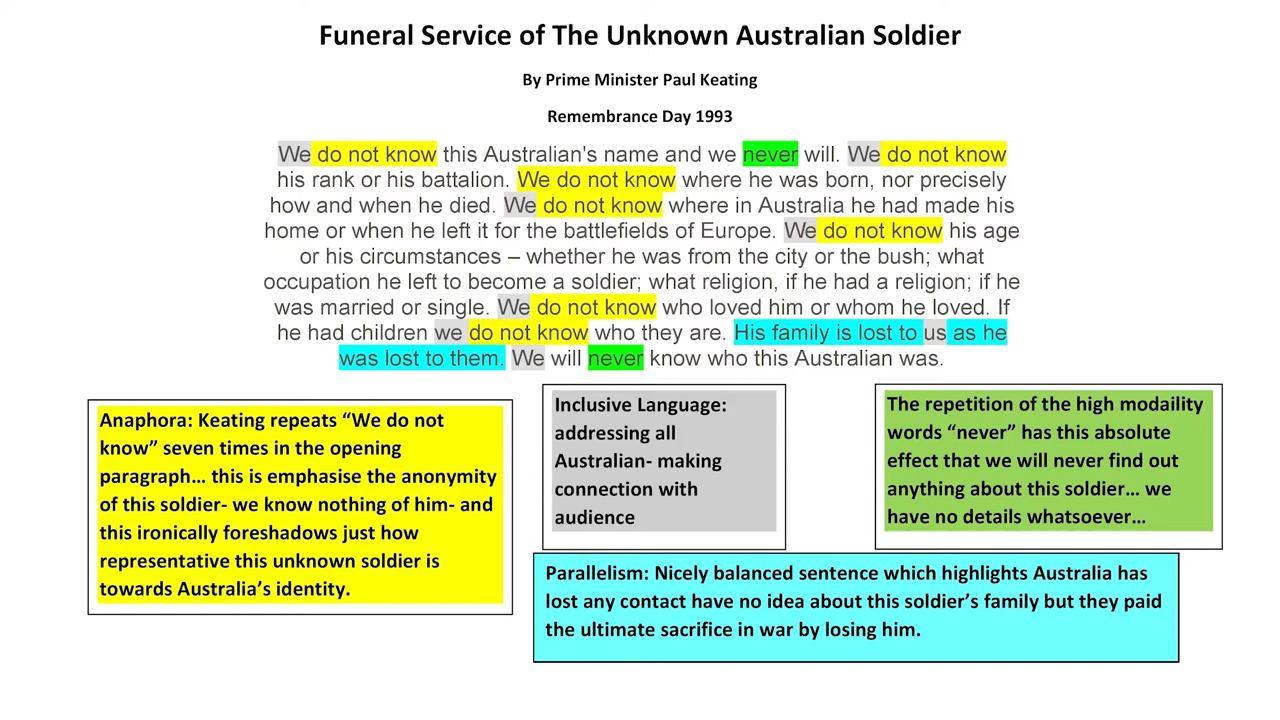 Funeral Service of The Unknown Australian Soldier
By Prime Minister Paul Keating
Remembrance Day 1993
We do not know this Australian's name and we never will. We do not know
his rank or his battalion. We do not know where he was born, nor precisely
how and when he died. We do not know where in Australia he had made his
home or when he left it for the battlefields of Europe. We do not know his age
or his circumstances – whether he was from the city or the bush; what
occupation he left to become a soldier; what religion, if he had a religion; if he
was married or single. We do not know who loved him or whom he loved. If
he had children we do not know who they are. His family is lost to us as he
was lost to them. We will never know who this Australian was.
Anaphora: Keating repeats “We do not
know” seven times in the opening
paragraph… this is emphasise the anonymity
of this soldier- we know nothing of him- and
this ironically foreshadows just how
representative this unknown soldier is
towards Australia’s identity.
Inclusive Language:
addressing all
Australian- making
connection with
audience
The repetition of the high modaility
words “never” has this absolute
effect that we will never find out
anything about this soldier… we
have no details whatsoever…
Parallelism: Nicely balanced sentence which highlights Australia has
lost any contact have no idea about this soldier’s family but they paid
the ultimate sacrifice in war by losing him.